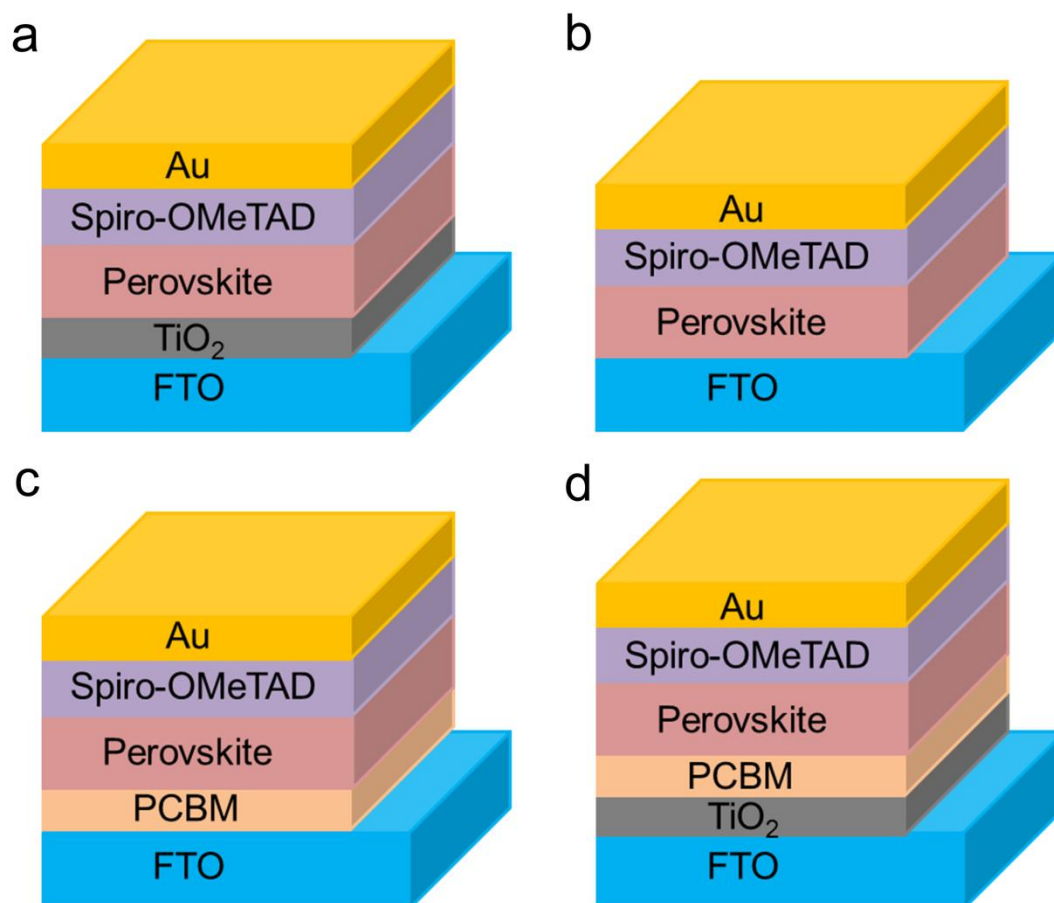 a
Au
Spiro-OMeTAD
Perovskite
TiO₂
FTO
b
Au
Spiro-OMeTAD
Perovskite
FTO
c
Au
Spiro-OMeTAD
Perovskite
PCBM
FTO
d
Au
Spiro-OMeTAD
Perovskite
PCBM
TiO₂
FTO